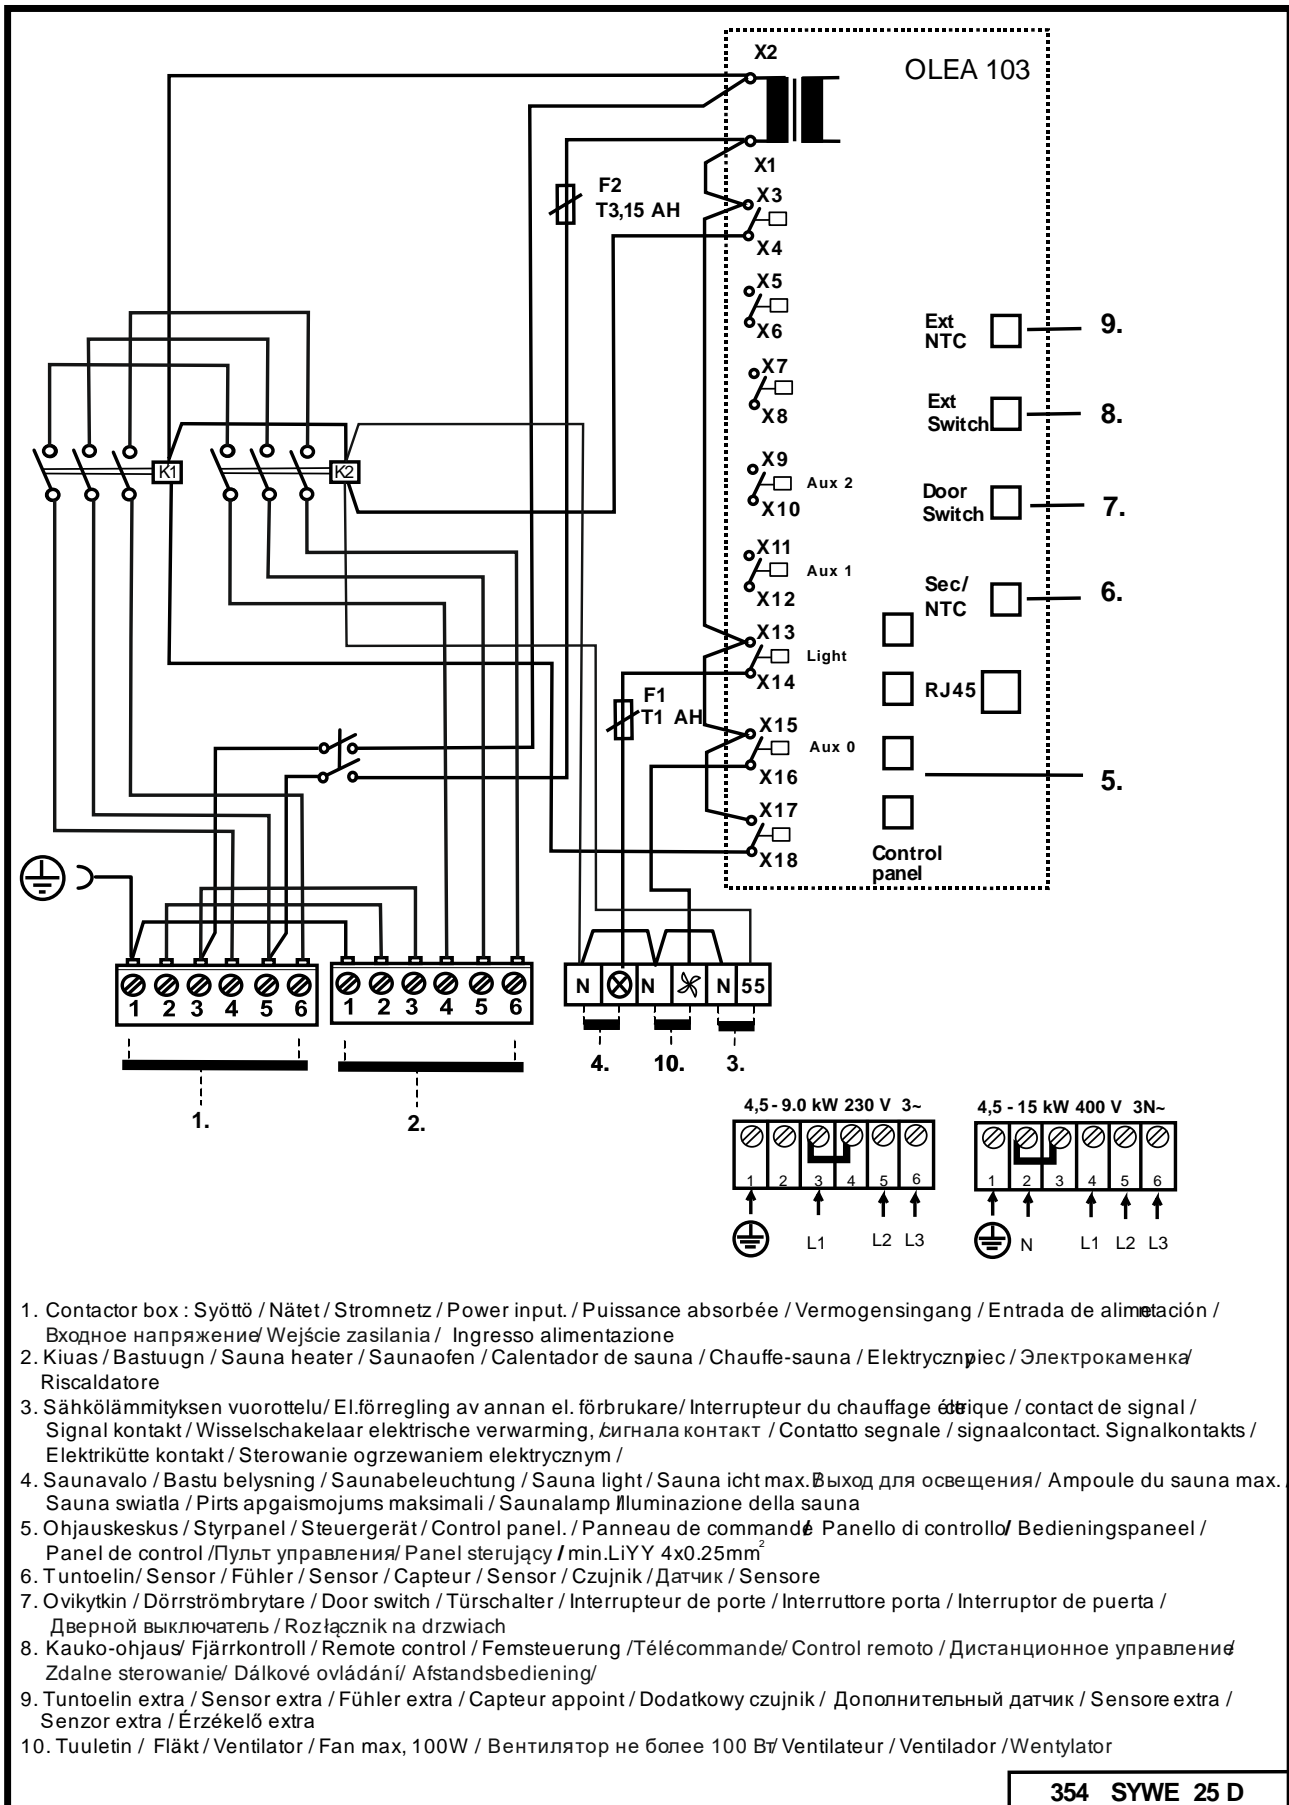 X2
OLEA 103
X1
F2
T3,15 AH
X3
X4
X5
X6
Ext
NTC
9.
X7
X8
Ext
Switch
8.
K1
K2
X9
Aux 2
X10
Door
Switch
7.
X11
Aux 1
X12
Sec/
NTC
6.
X13
Light
X14
RJ45
F1
T1 AH
X15
Aux 0
X16
5.
X17
X18
Control
panel
1 2 3 4 5 6
1 2 3 4 5 6
N N N 55
4. 10. 3.
1.
2.
4,5 - 9.0 kW 230 V 3~
4,5 - 15 kW 400 V 3N~
1 2 3 4 5 6
1 2 3 4 5 6
L1 L2 L3
N L1 L2 L3
1. Contactor box : Syöttö / Nätet / Stromnetz / Power input. / Puissance absorbée / Vermogensingang / Entrada de /
Входное напряжение/ Wejście zasilania / Ingresso alimentazione
2. Kiuas / Bastuugn / Sauna heater / Saunaofen / Calentador de sauna / Chauffe-sauna / / Электрокаменка/
Riscaldatore
3. Sähkölämmityksen vuorottelu/ El.förregling av annan el. förbrukare/ Interrupteur du chauffage / contact de signal /
Signal kontakt / Wisselschakelaar elektrische verwarming, /сигнала контакт / Contatto segnale / signaalcontact. Signalkontakts /
Elektrikütte kontakt / Sterowanie ogrzewaniem elektrycznym /
4. Saunavalo / Bastu belysning / Saunabeleuchtung / Sauna light / Sauna icht max. Выход для освещения/ Ampoule du sauna max. /
Sauna swiatla / Pirts apgaismojums maksimali / Saunalamp Illuminazione della sauna
5. Ohjauskeskus / Styrpanel / Steuergerät / Control panel. / Panneau de commande Panello di controllo/ Bedieningspaneel /
Panel de control /Пульт управления/ Panel sterujący / min.LiYY 4x0.25mm²
6. Tuntoelin/ Sensor / Fühler / Sensor / Capteur / Sensor / Czujnik / Датчик / Sensore
7. Ovikytkin / Dörrströmbrytare / Door switch / Türschalter / Interrupteur de porte / Interruttore porta / Interruptor de puerta /
Дверной выключатель / Rozłącznik na drzwiach
8. Kauko-ohjaus/ Fjärrkontroll / Remote control / Femsteuerung /Télécommande/ Control remoto / Дистанционное управление/
Zdalne sterowanie/ Dálkové ovládání/ Afstandsbediening/
9. Tuntoelin extra / Sensor extra / Fühler extra / Capteur appoint / Dodatkowy czujnik / Дополнительный датчик / Sensore extra /
Senzor extra / Érzékelő extra
10. Tuuletin / Fläkt / Ventilator / Fan max, 100W / Вентилятор не более 100 Вт/ Ventilateur / Ventilador / Wentylator
354 SYWE 25 D